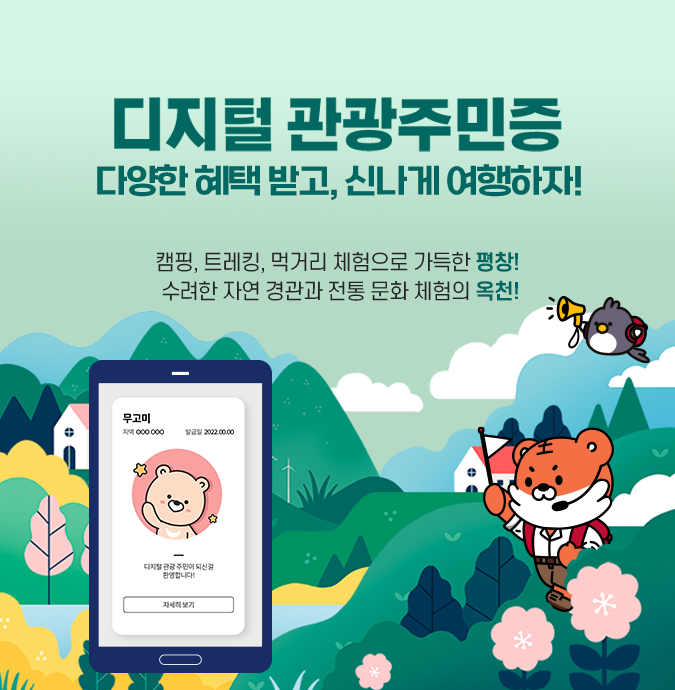 디지털 관광주민증
다양한 혜택 받고, 신나게 여행하자!
캠핑, 트레킹, 먹거리 체험으로 가득한 평창!
수려한 자연 경관과 전통 문화 체험의 옥천!
무고미
지역 OOO OOO 발급일 2022.00.00
디지털 관광 주민이 되신걸
환영합니다!
자세히 보기